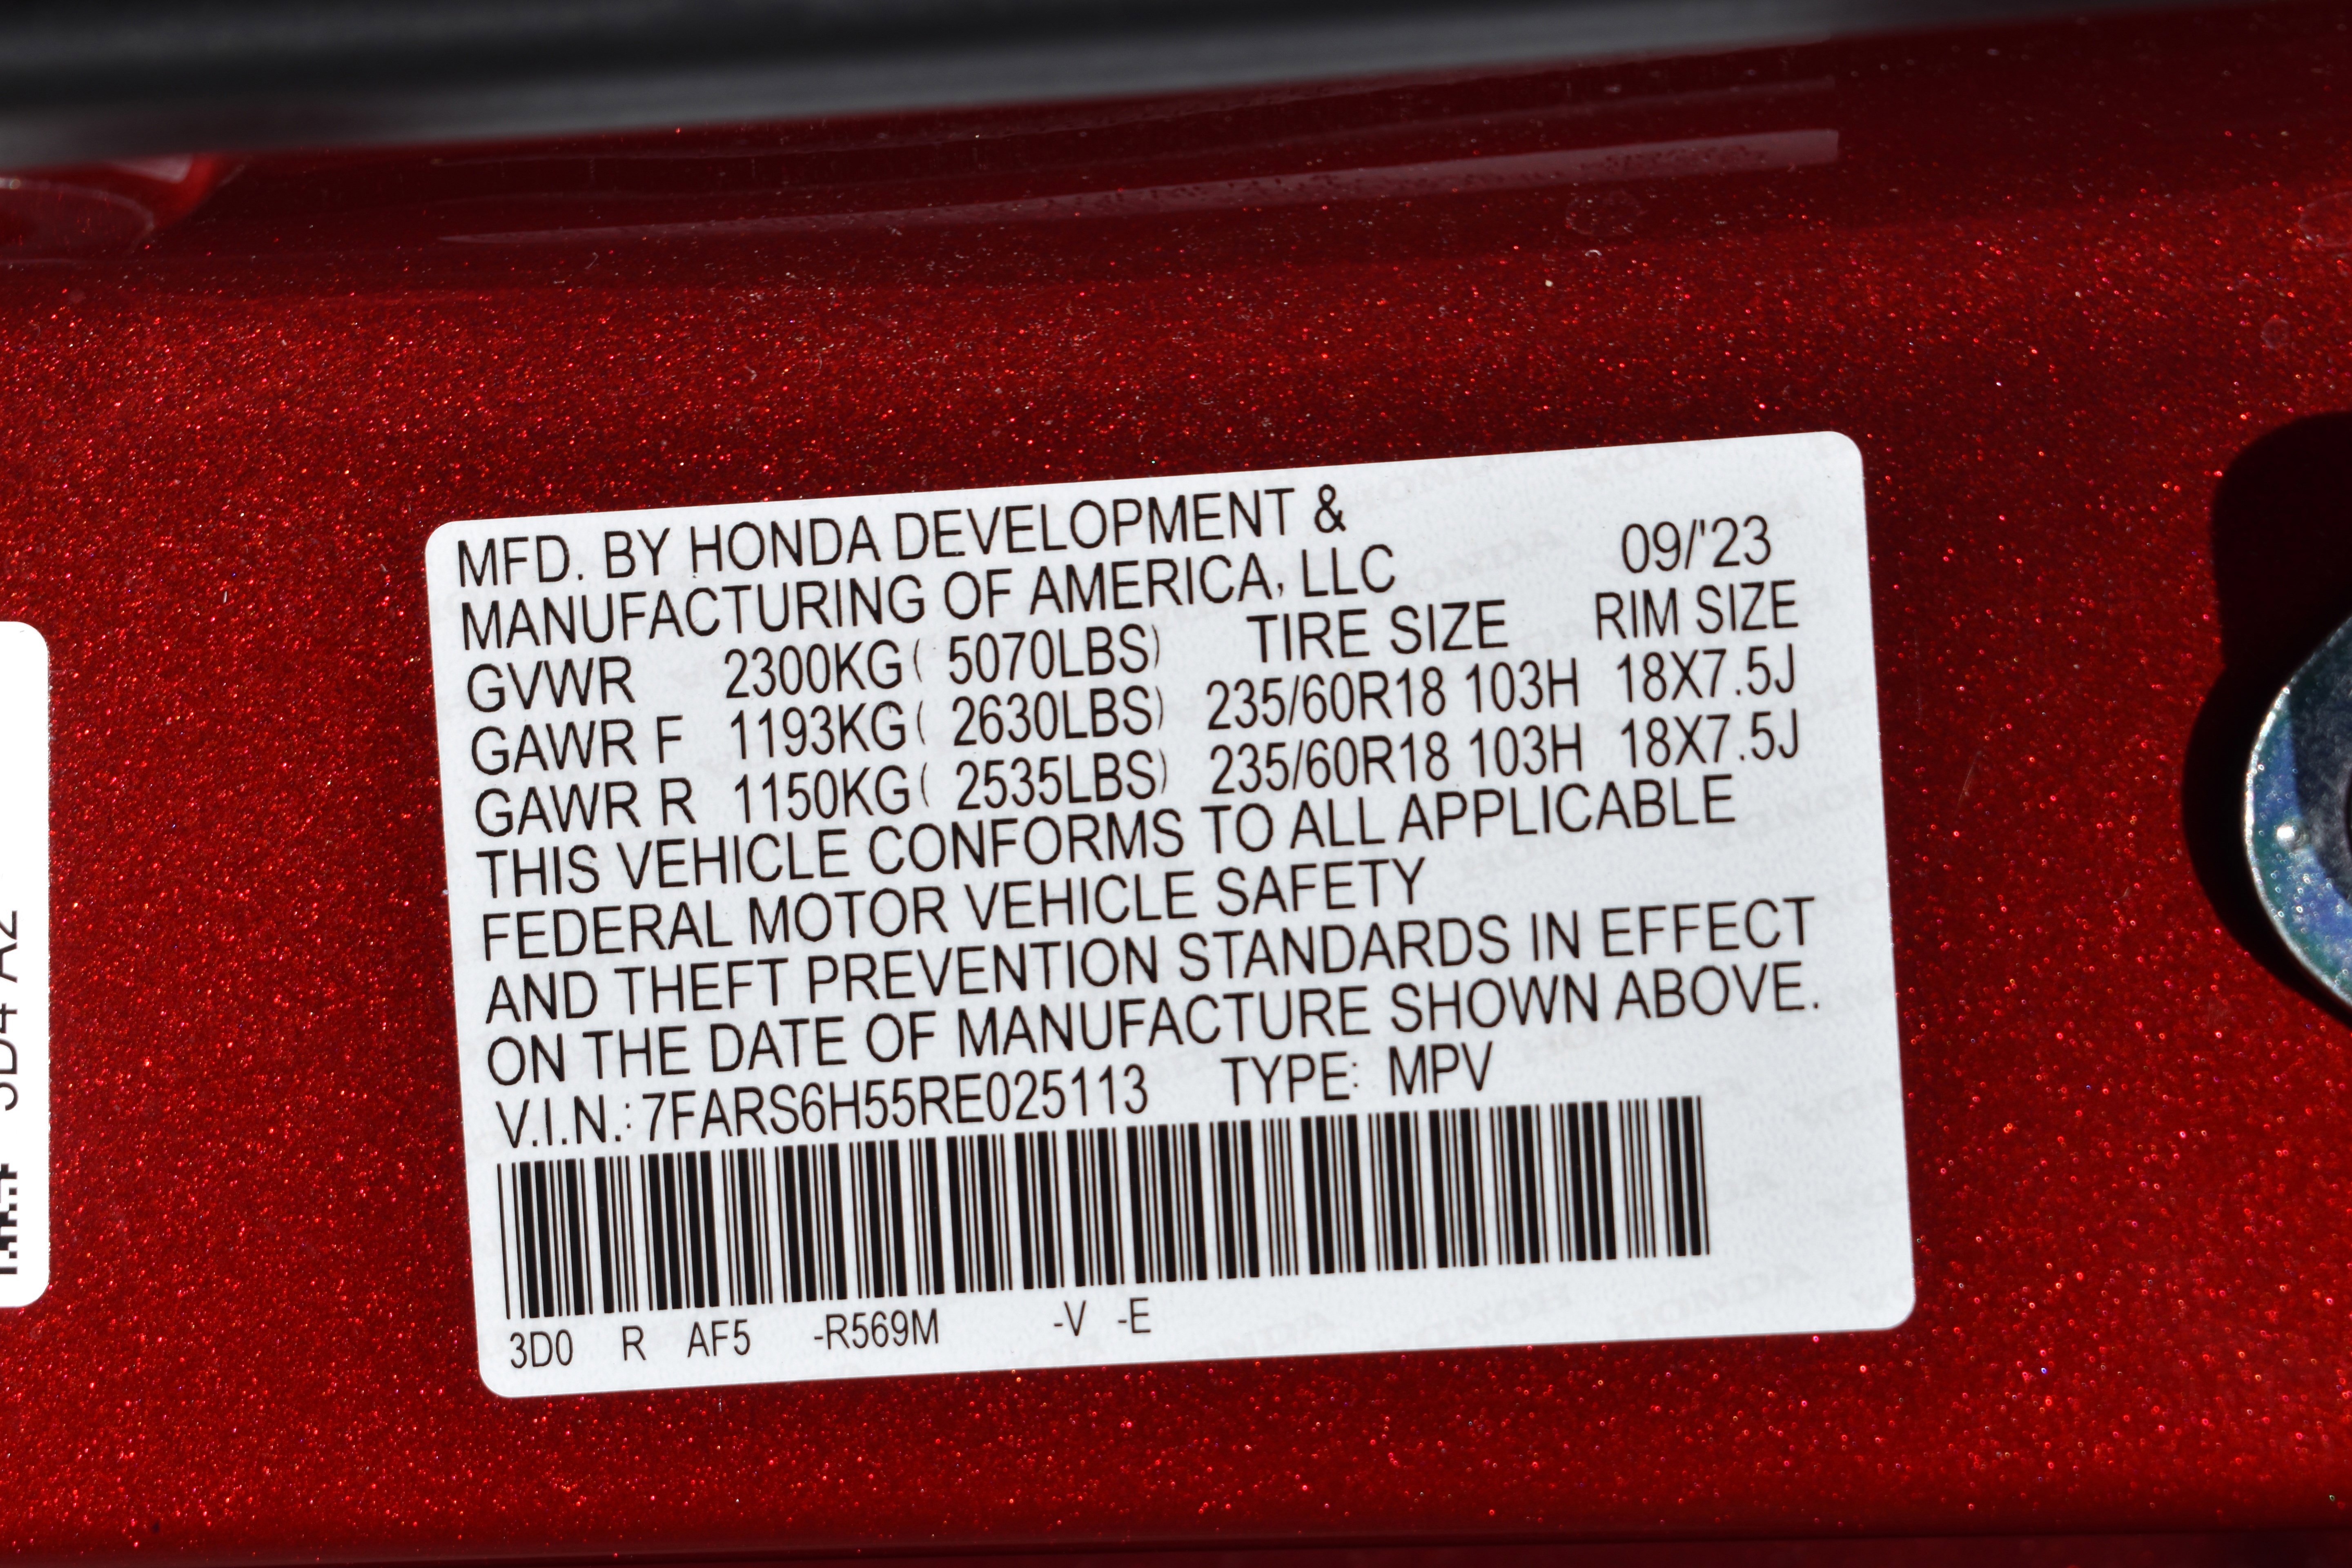 MFD. BY HONDA DEVELOPMENT &
MANUFACTURING OF AMERICA, LLC 09/'23
GVWR 2300KG( 5070LBS) TIRE SIZE RIM SIZE
GAWR F 1193KG( 2630LBS) 235/60R18 103H 18X7.5J
GAWR R 1150KG( 2535LBS) 235/60R18 103H 18X7.5J
THIS VEHICLE CONFORMS TO ALL APPLICABLE
FEDERAL MOTOR VEHICLE SAFETY
AND THEFT PREVENTION STANDARDS IN EFFECT
ON THE DATE OF MANUFACTURE SHOWN ABOVE.
V.I.N.: 7FARS6H55RE025113 TYPE: MPV
3D0 R AF5 -R569M -V -E